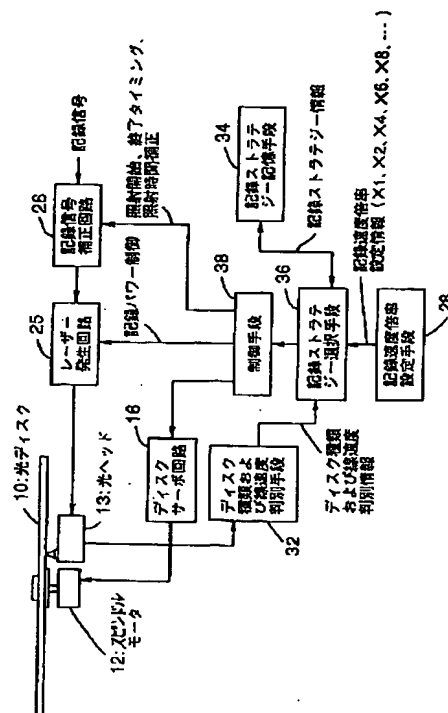 10:光ディスク
13:光ヘッド
12:スピンドル
モータ
25
レーザー
発生回路
26
記録信号
補正回路
記録信号
照射開始、終了タイミング、
照射時間補正
記録パワー制御
16
ディスク
サーボ回路
38
制御手段
34
記録ストラテ
ジー記憶手段
記録ストラテジー情報
32
ディスク
種類および
び線速度
判別手段
ディスク種類
および線速度
判別情報
36
記録ストラテ
ジー選択手段
記録速度倍率
設定情報(×1、×2、×4、×6、×8、…)
記録速度倍率
設定手段
28